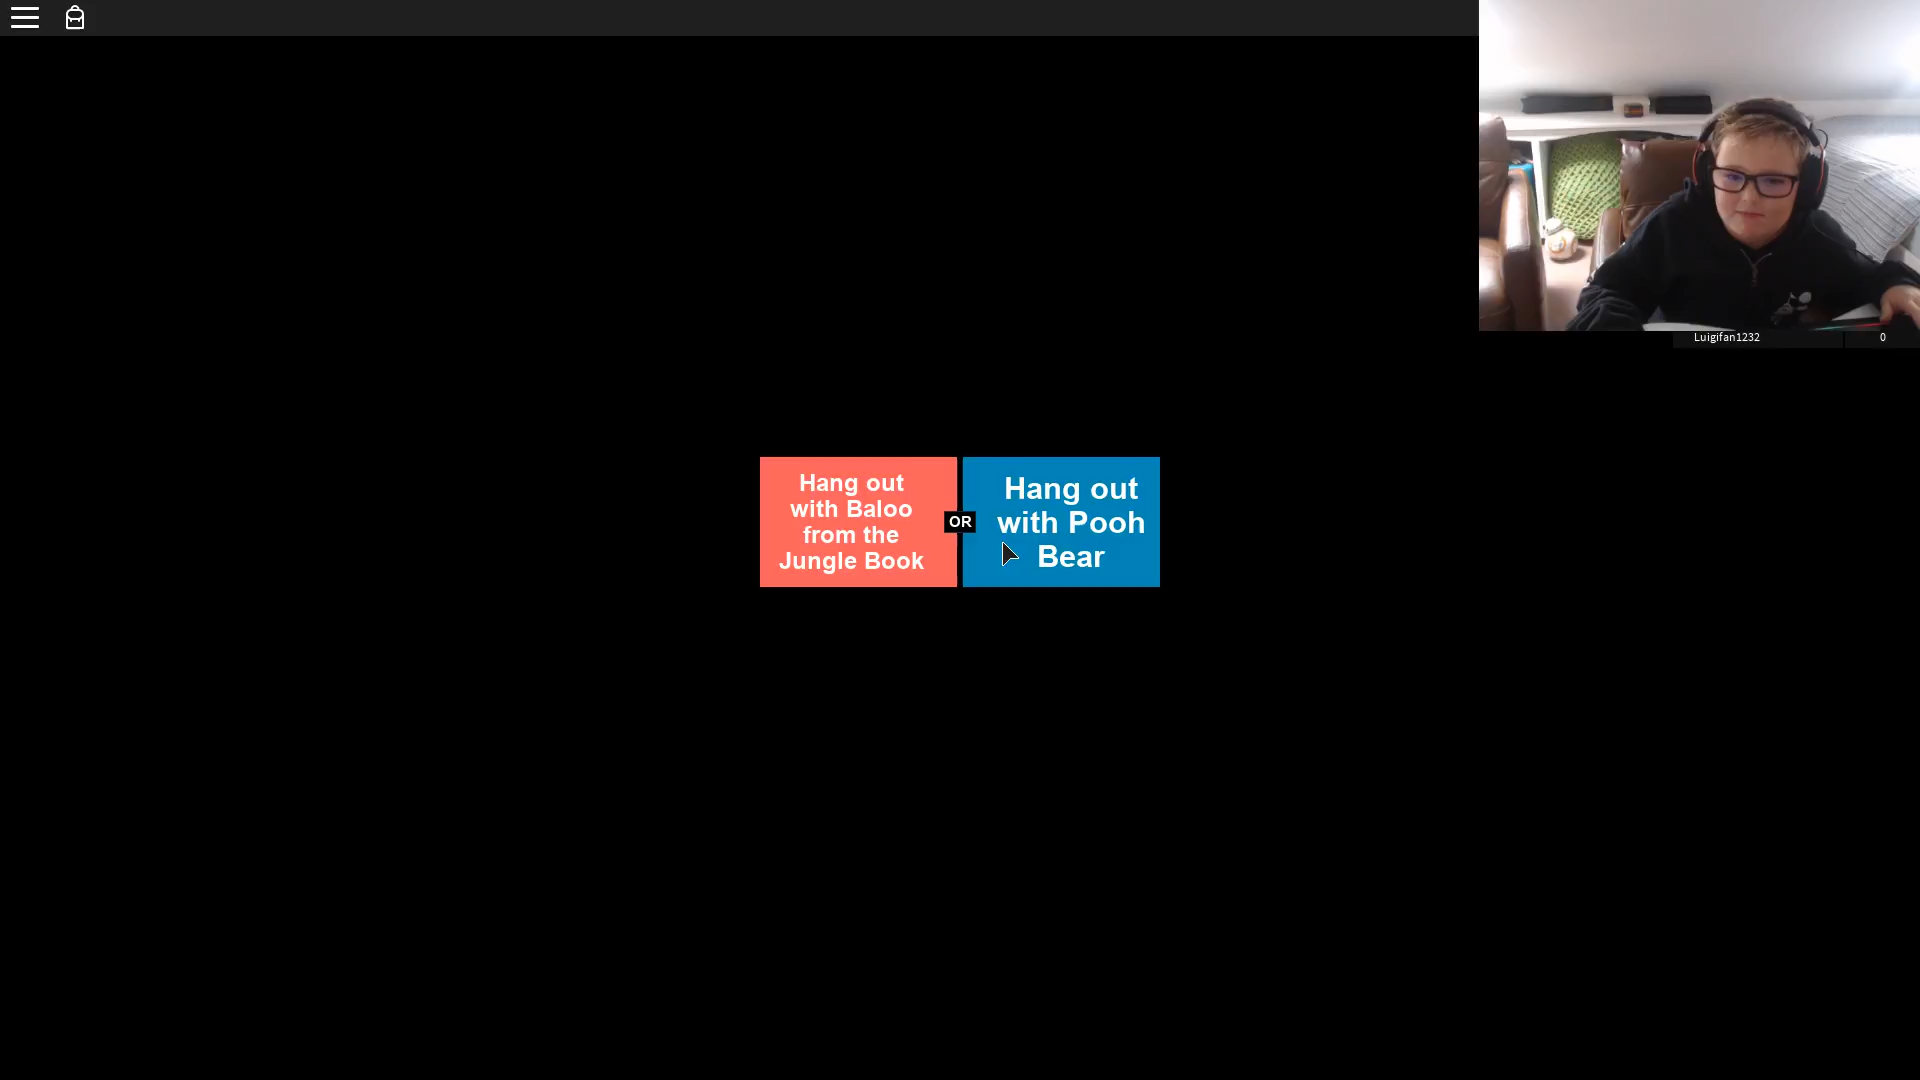 Luigifan1232 0
Hang out
with Baloo
from the
Jungle Book
OR
Hang out
with Pooh
Bear